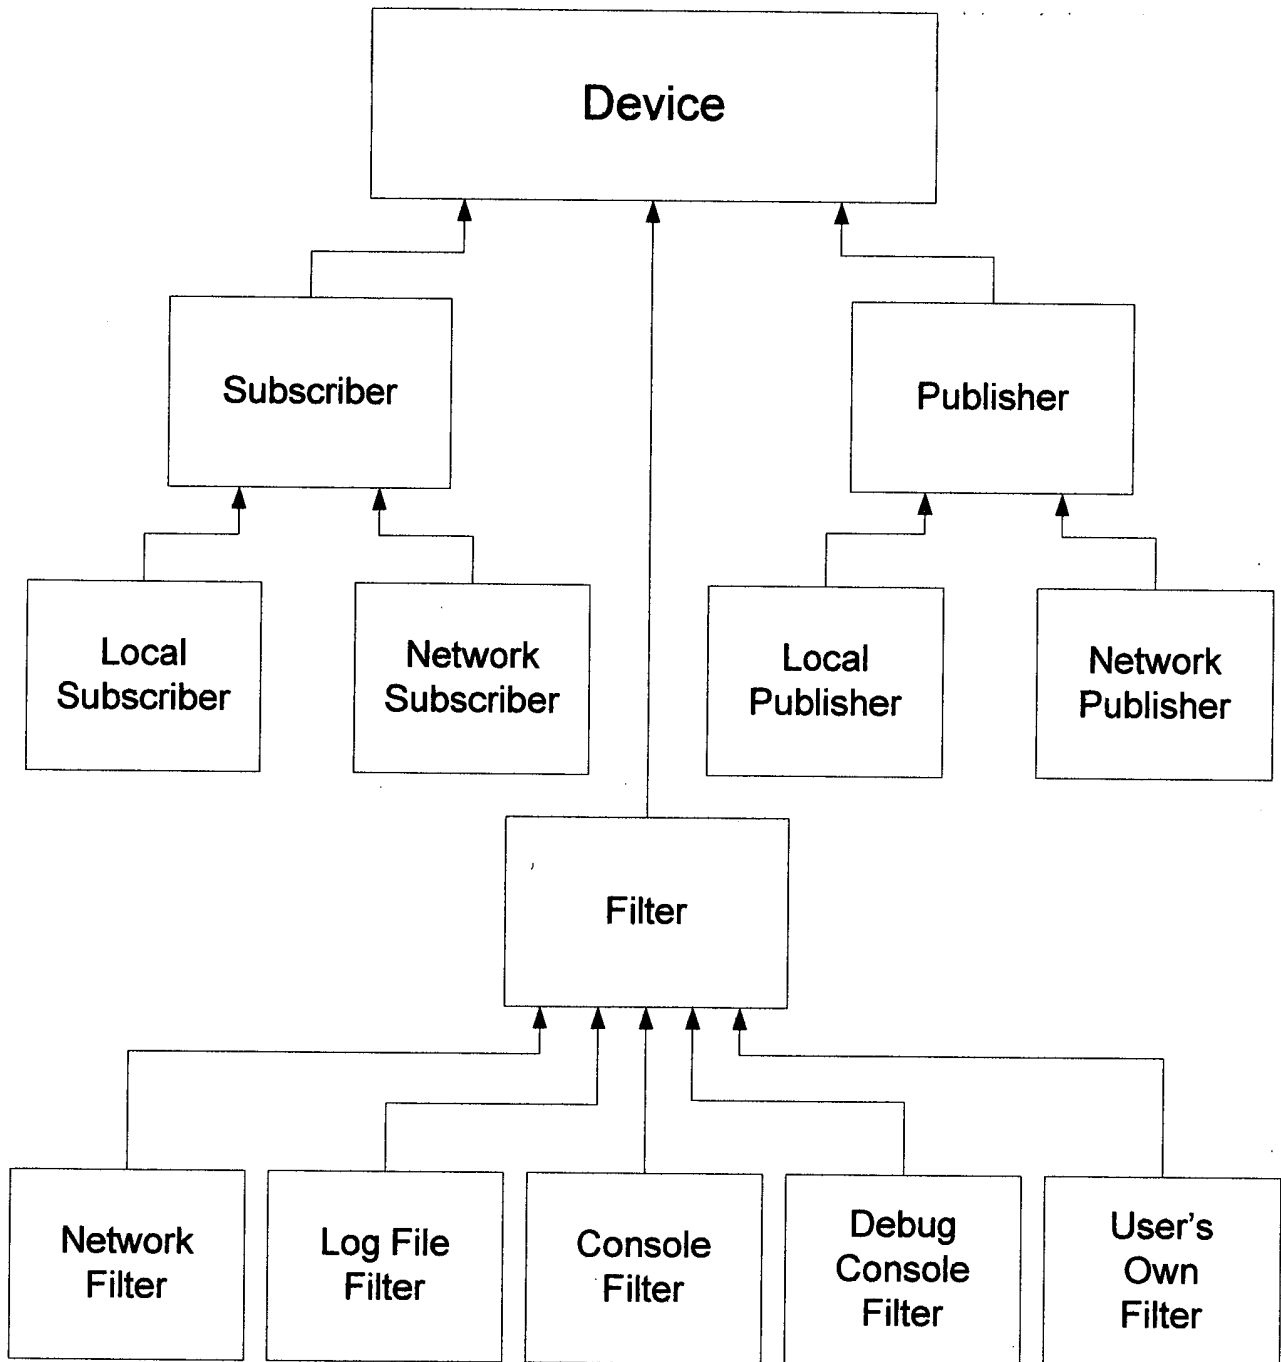 Device
Subscriber
Publisher
Local
Subscriber
Network
Subscriber
Local
Publisher
Network
Publisher
Filter
Network
Filter
Log File
Filter
Console
Filter
Debug
Console
Filter
User's
Own
Filter